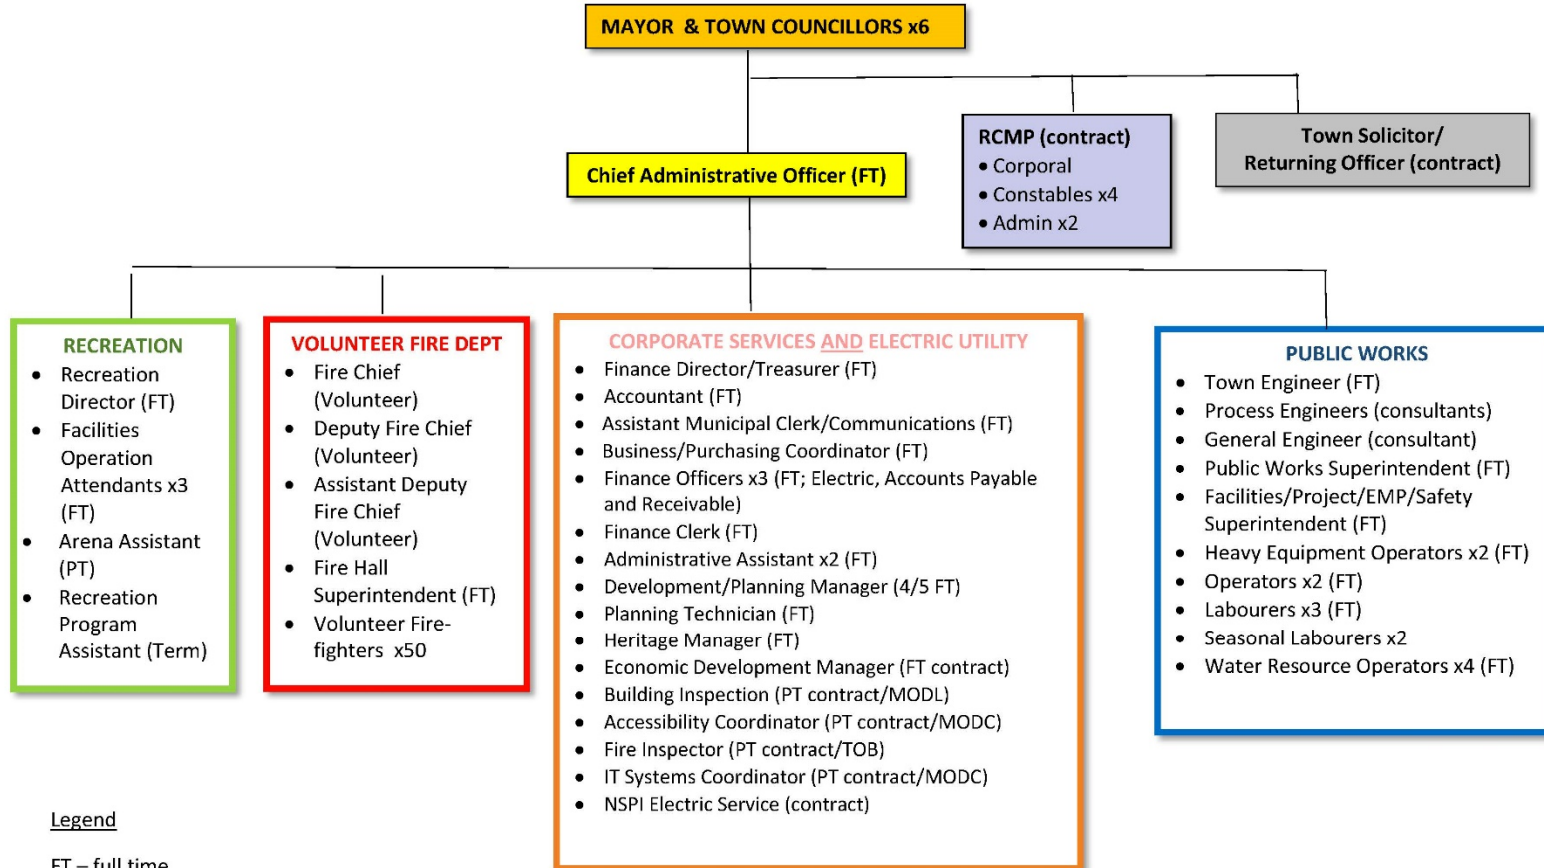 MAYOR & TOWN COUNCILLORS x6
Chief Administrative Officer (FT)
RCMP (contract)
• Corporal
• Constables x4
• Admin x2
Town Solicitor/
Returning Officer (contract)
RECREATION
• Recreation
Director (FT)
• Facilities
Operation
Attendants x3
(FT)
• Arena Assistant
(PT)
• Recreation
Program
Assistant (Term)
VOLUNTEER FIRE DEPT
• Fire Chief
(Volunteer)
• Deputy Fire Chief
(Volunteer)
• Assistant Deputy
Fire Chief
(Volunteer)
• Fire Hall
Superintendent (FT)
• Volunteer Fire-
fighters x50
CORPORATE SERVICES AND ELECTRIC UTILITY
• Finance Director/Treasurer (FT)
• Accountant (FT)
• Assistant Municipal Clerk/Communications (FT)
• Business/Purchasing Coordinator (FT)
• Finance Officers x3 (FT; Electric, Accounts Payable
and Receivable)
• Finance Clerk (FT)
• Administrative Assistant x2 (FT)
• Development/Planning Manager (4/5 FT)
• Planning Technician (FT)
• Heritage Manager (FT)
• Economic Development Manager (FT contract)
• Building Inspection (PT contract/MODL)
• Accessibility Coordinator (PT contract/MODC)
• Fire Inspector (PT contract/TOB)
• IT Systems Coordinator (PT contract/MODC)
• NSPI Electric Service (contract)
PUBLIC WORKS
• Town Engineer (FT)
• Process Engineers (consultants)
• General Engineer (consultant)
• Public Works Superintendent (FT)
• Facilities/Project/EMP/Safety
Superintendent (FT)
• Heavy Equipment Operators x2 (FT)
• Operators x2 (FT)
• Labourers x3 (FT)
• Seasonal Labourers x2
• Water Resource Operators x4 (FT)
Legend
FT – full time